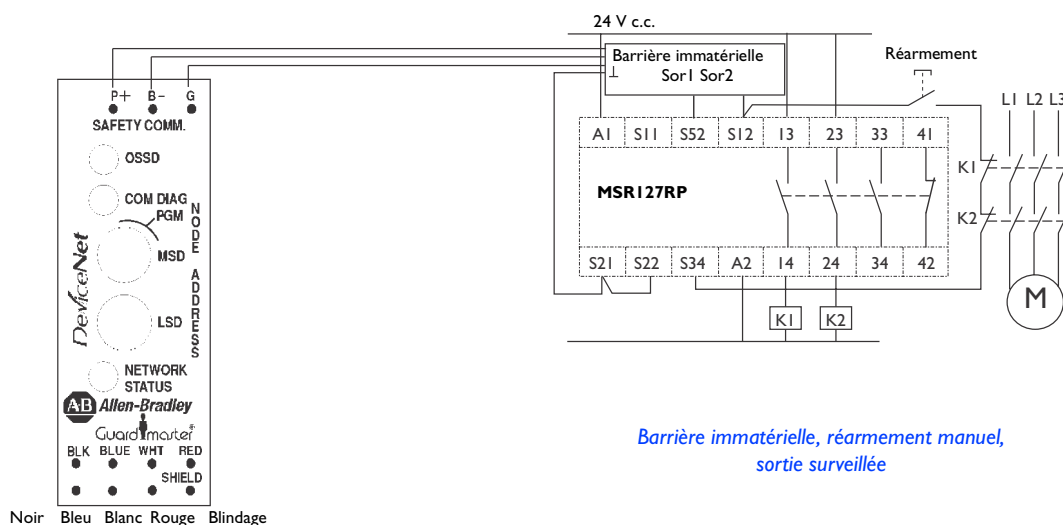 24 V c.c.
Barrière immatérielle
Sor1 Sor2
Réarmement
L1 L2 L3
P+ B- G
SAFETY COMM.
OSSD
COM DIAG
PGM
MSD
NODE ADDRESS
DeviceNet
LSD
NETWORK
STATUS
AB Allen-Bradley
Guardmaster®
BLK BLUE WHT RED
SHIELD
Noir Bleu Blanc Rouge Blindage
A1 S11 S52 S12 13 23 33 41
MSR127RP
K1
K2
S21 S22 S34 A2 14 24 34 42
K1 K2
M
Barrière immatérielle, réarmement manuel,
sortie surveillée